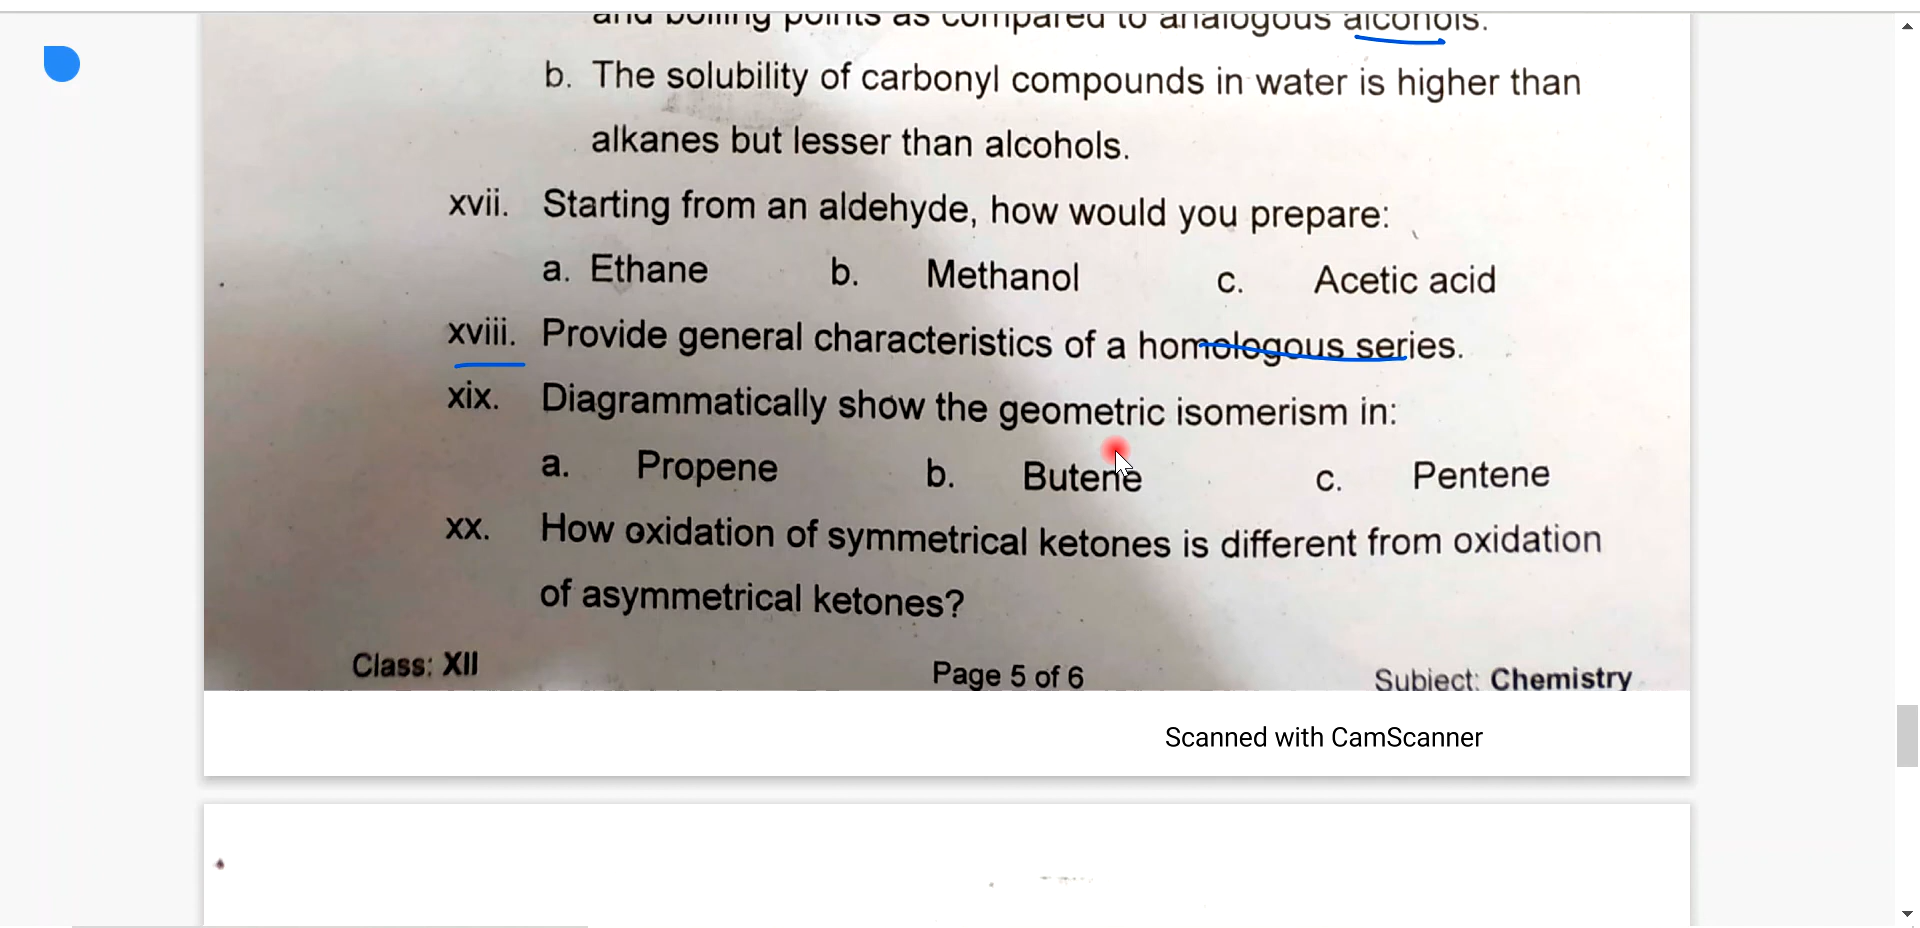 and boiling points as compared to analogous alcohols.
b. The solubility of carbonyl compounds in water is higher than
alkanes but lesser than alcohols.
xvii. Starting from an aldehyde, how would you prepare:
a. Ethane b. Methanol c. Acetic acid
xviii. Provide general characteristics of a homologous series.
xix. Diagrammatically show the geometric isomerism in:
a. Propene b. Butene c. Pentene
xx. How oxidation of symmetrical ketones is different from oxidation
of asymmetrical ketones?
Class: XII Page 5 of 6 Subject: Chemistry
Scanned with CamScanner